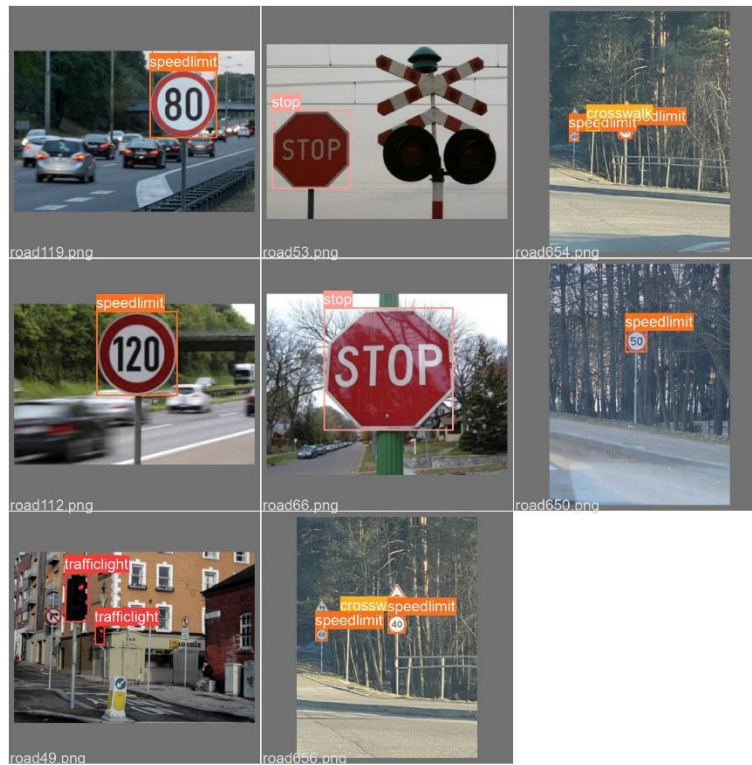 speedlimit
80
road119.png
stop
STOP
road53.png
crosswalk
speedlimit
road654.png
speedlimit
120
road112.png
stop
STOP
road66.png
speedlimit
50
road650.png
trafficlight
trafficlight
road49.png
speedlimit
speedlimit
40
road656.png